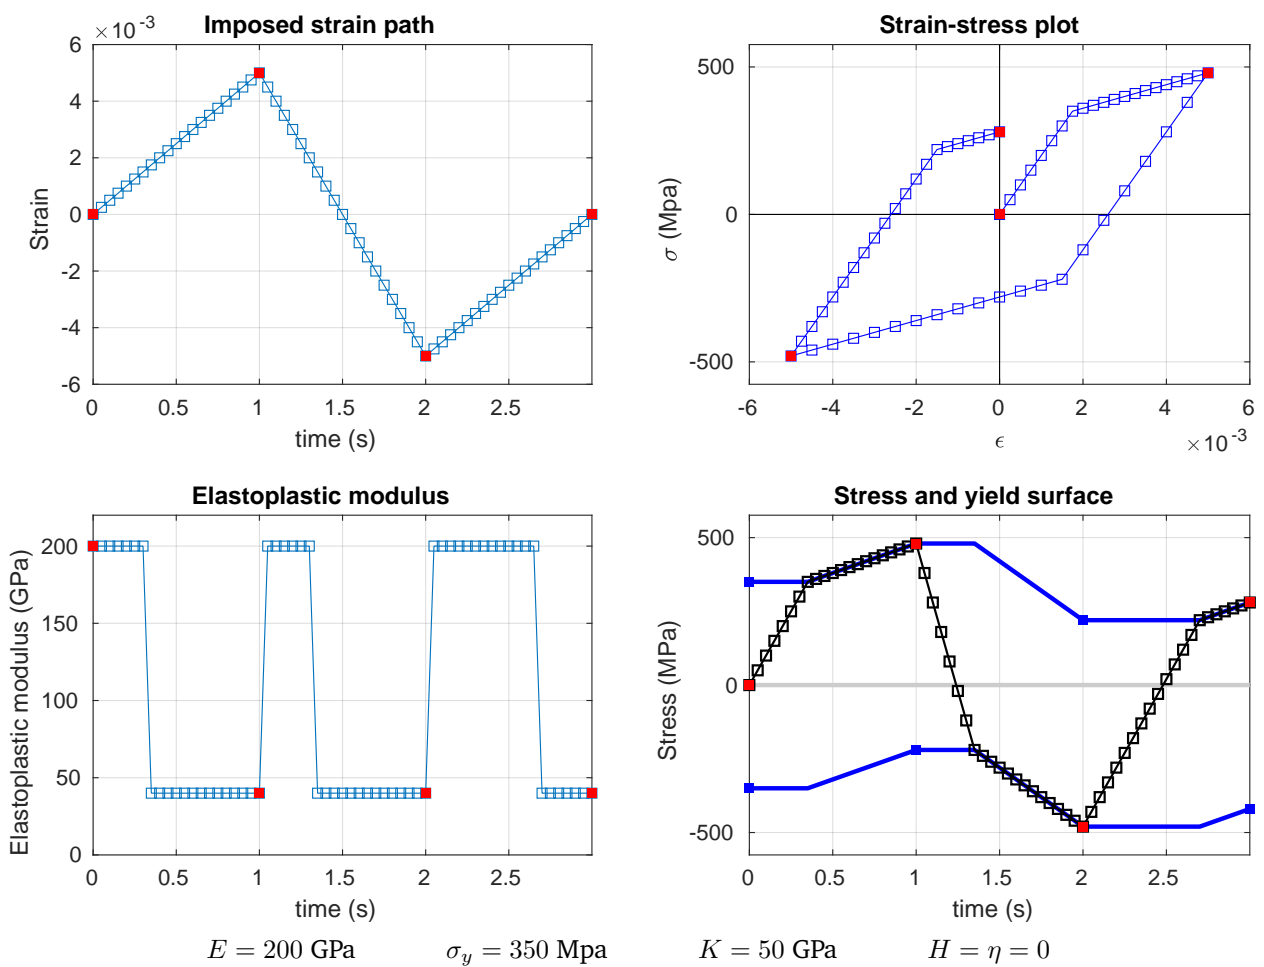 Imposed strain path
×10⁻³
6
4
2
0
-2
-4
-6
Strain
0 0.5 1 1.5 2 2.5
time (s)
Strain-stress plot
500
0
-500
σ (Mpa)
-6 -4 -2 0 2 4 6
ϵ
×10⁻³
Elastoplastic modulus
200
150
100
50
0
Elastoplastic modulus (GPa)
0 0.5 1 1.5 2 2.5
time (s)
Stress and yield surface
500
0
-500
Stress (MPa)
0 0.5 1 1.5 2 2.5
time (s)
E = 200 GPa σ_y = 350 Mpa K = 50 GPa H = η = 0